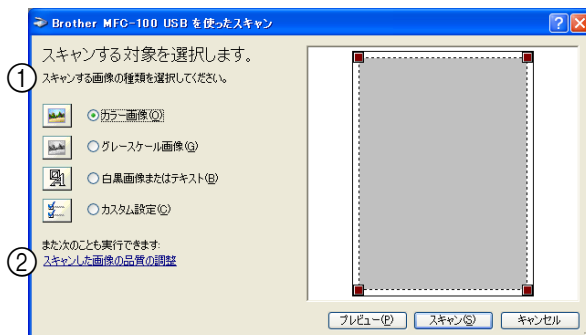 Brother MFC-100 USB を使ったスキャン
スキャンする対象を選択します。
① スキャンする画像の種類を選択してください。
カラー画像(O)
グレースケール画像(G)
白黒画像またはテキスト(B)
カスタム設定(C)
また次のことも実行できます:
② スキャンした画像の品質の調整
プレビュー(P) スキャン(S) キャンセル